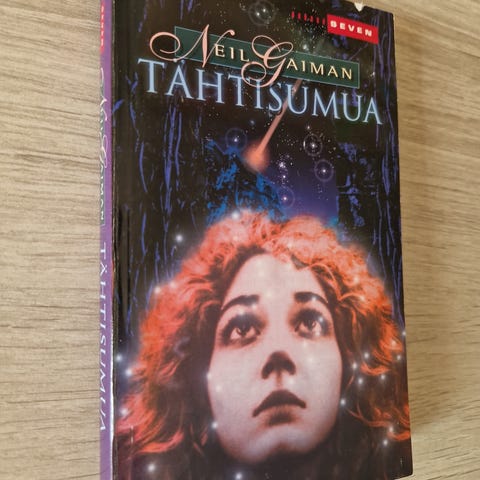 SEVEN
NEIL GAIMAN
TÄHTISUMUA
NEIL GAIMAN TÄHTISUMUA